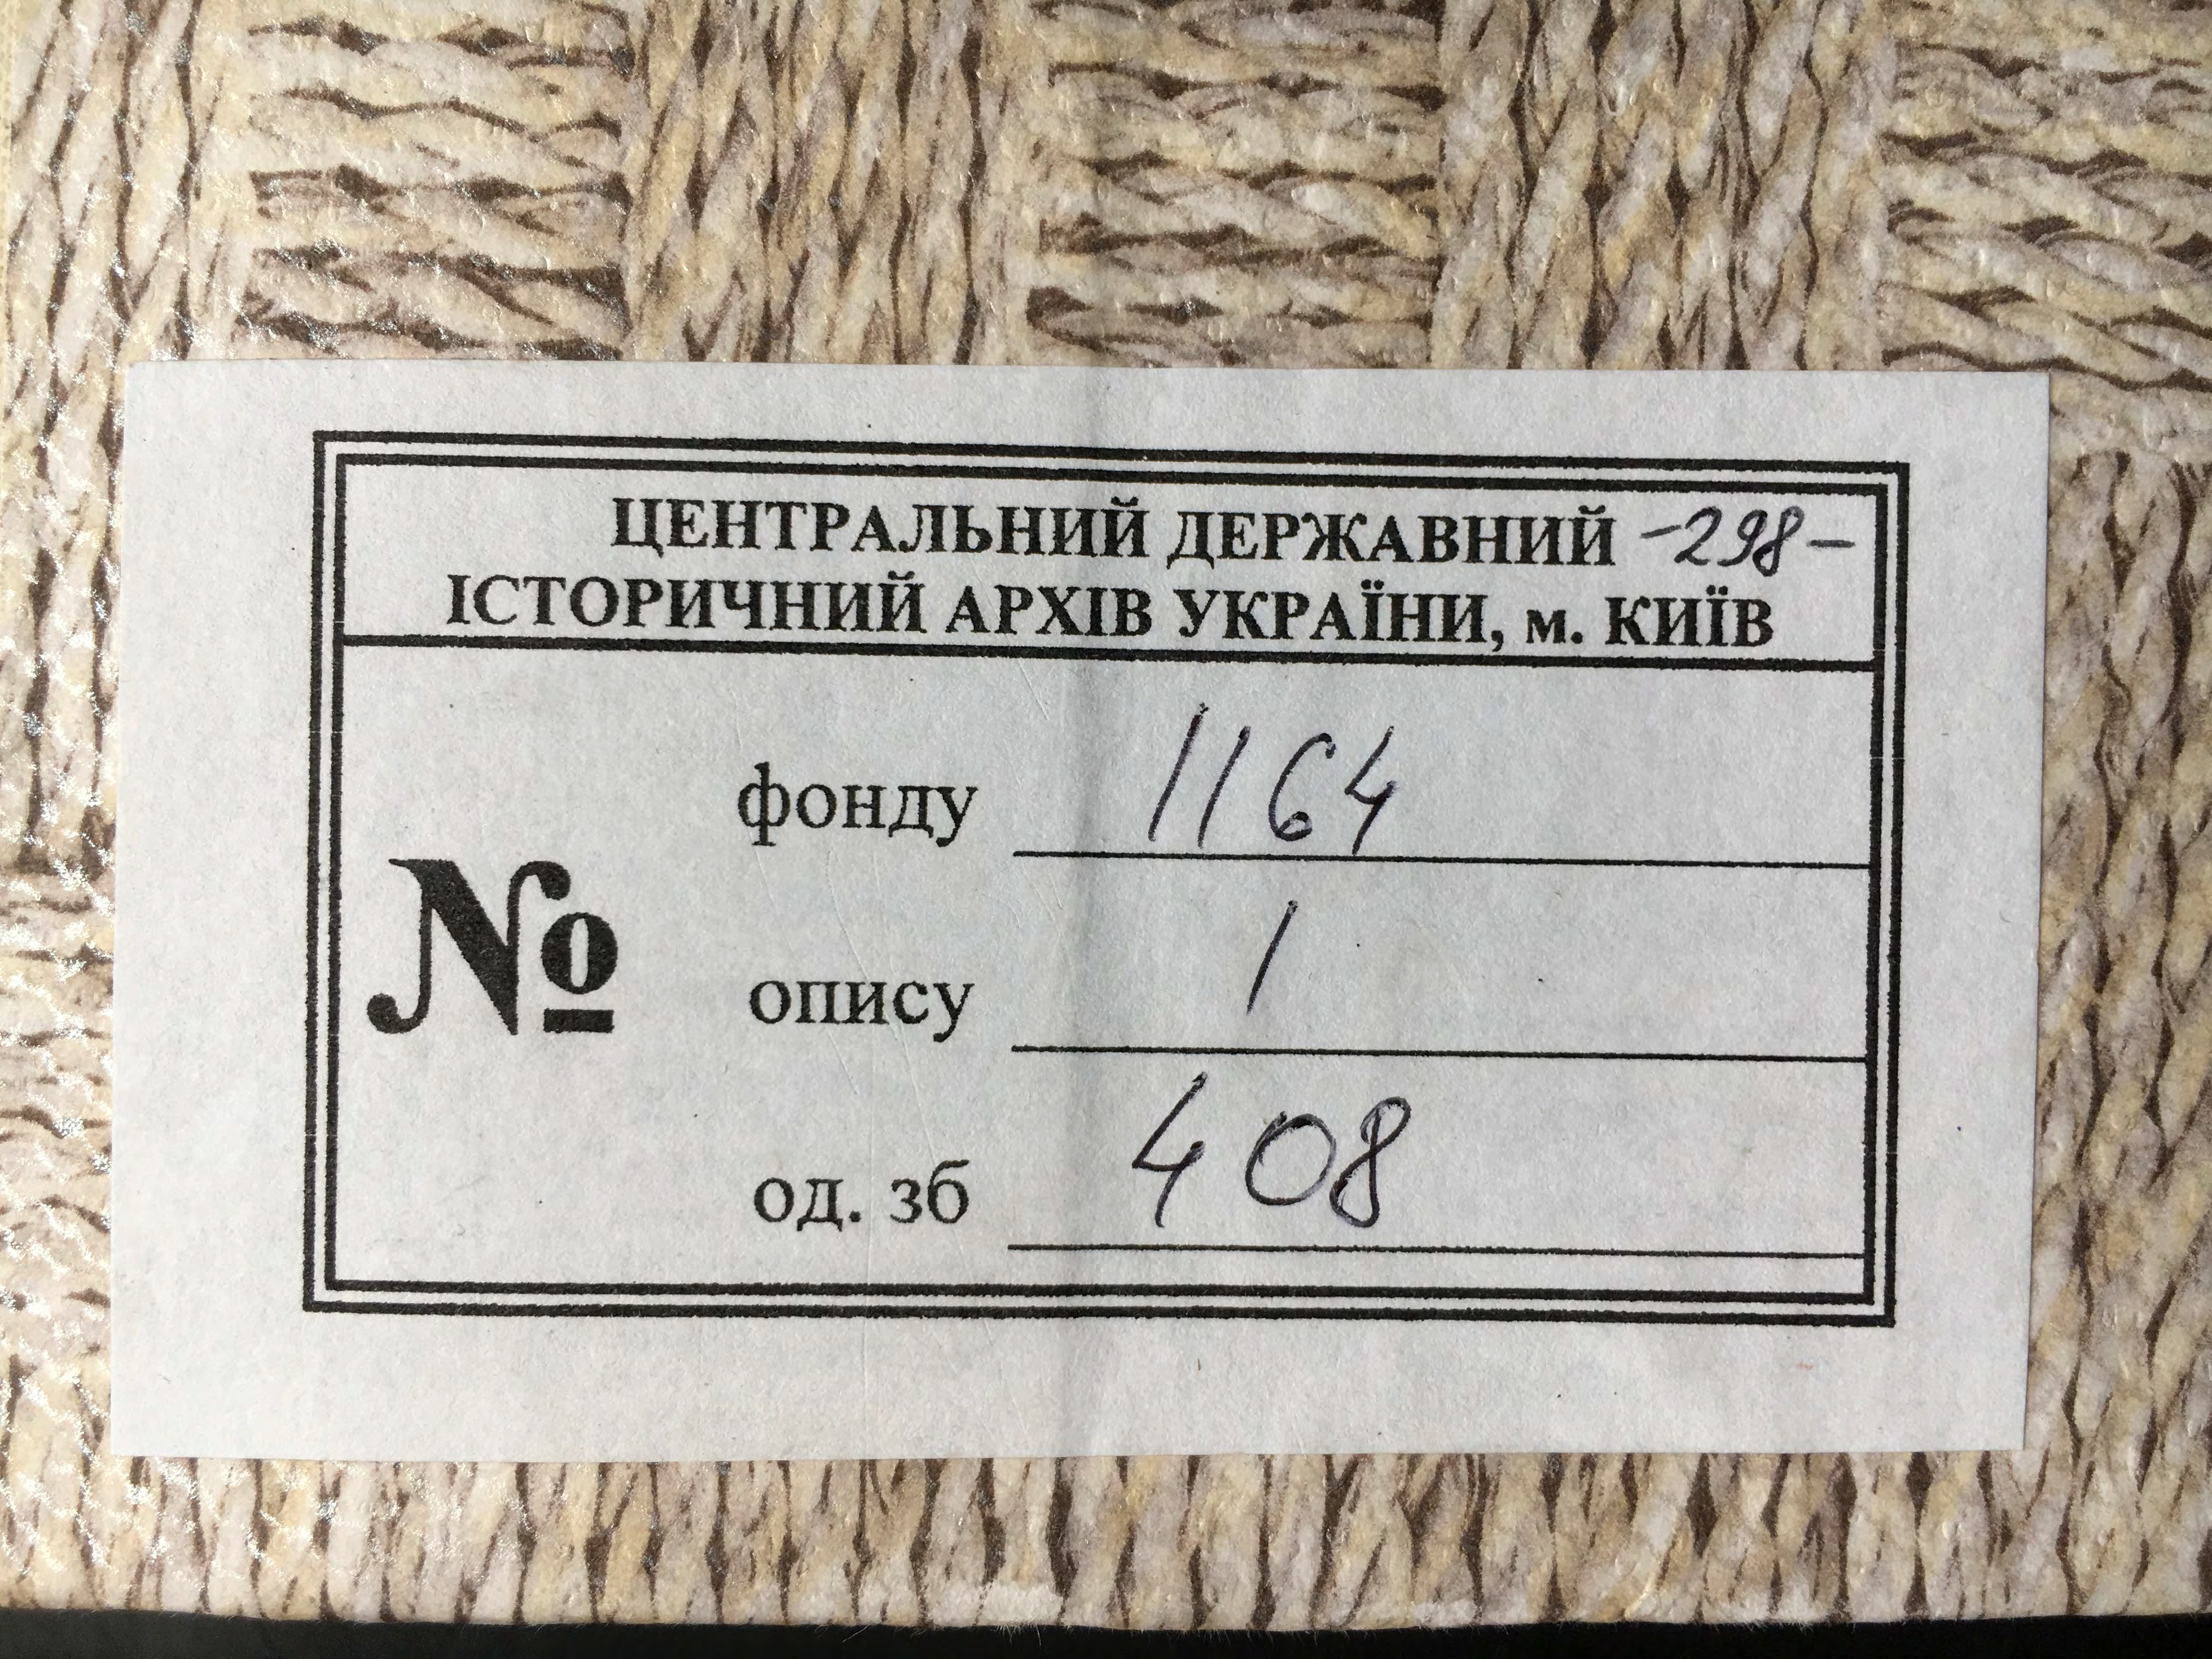 ЦЕНТРАЛЬНИЙ ДЕРЖАВНИЙ -298-
ІСТОРИЧНИЙ АРХІВ УКРАЇНИ, м. КИЇВ
№
фонду 1164
опису 1
од. зб 408